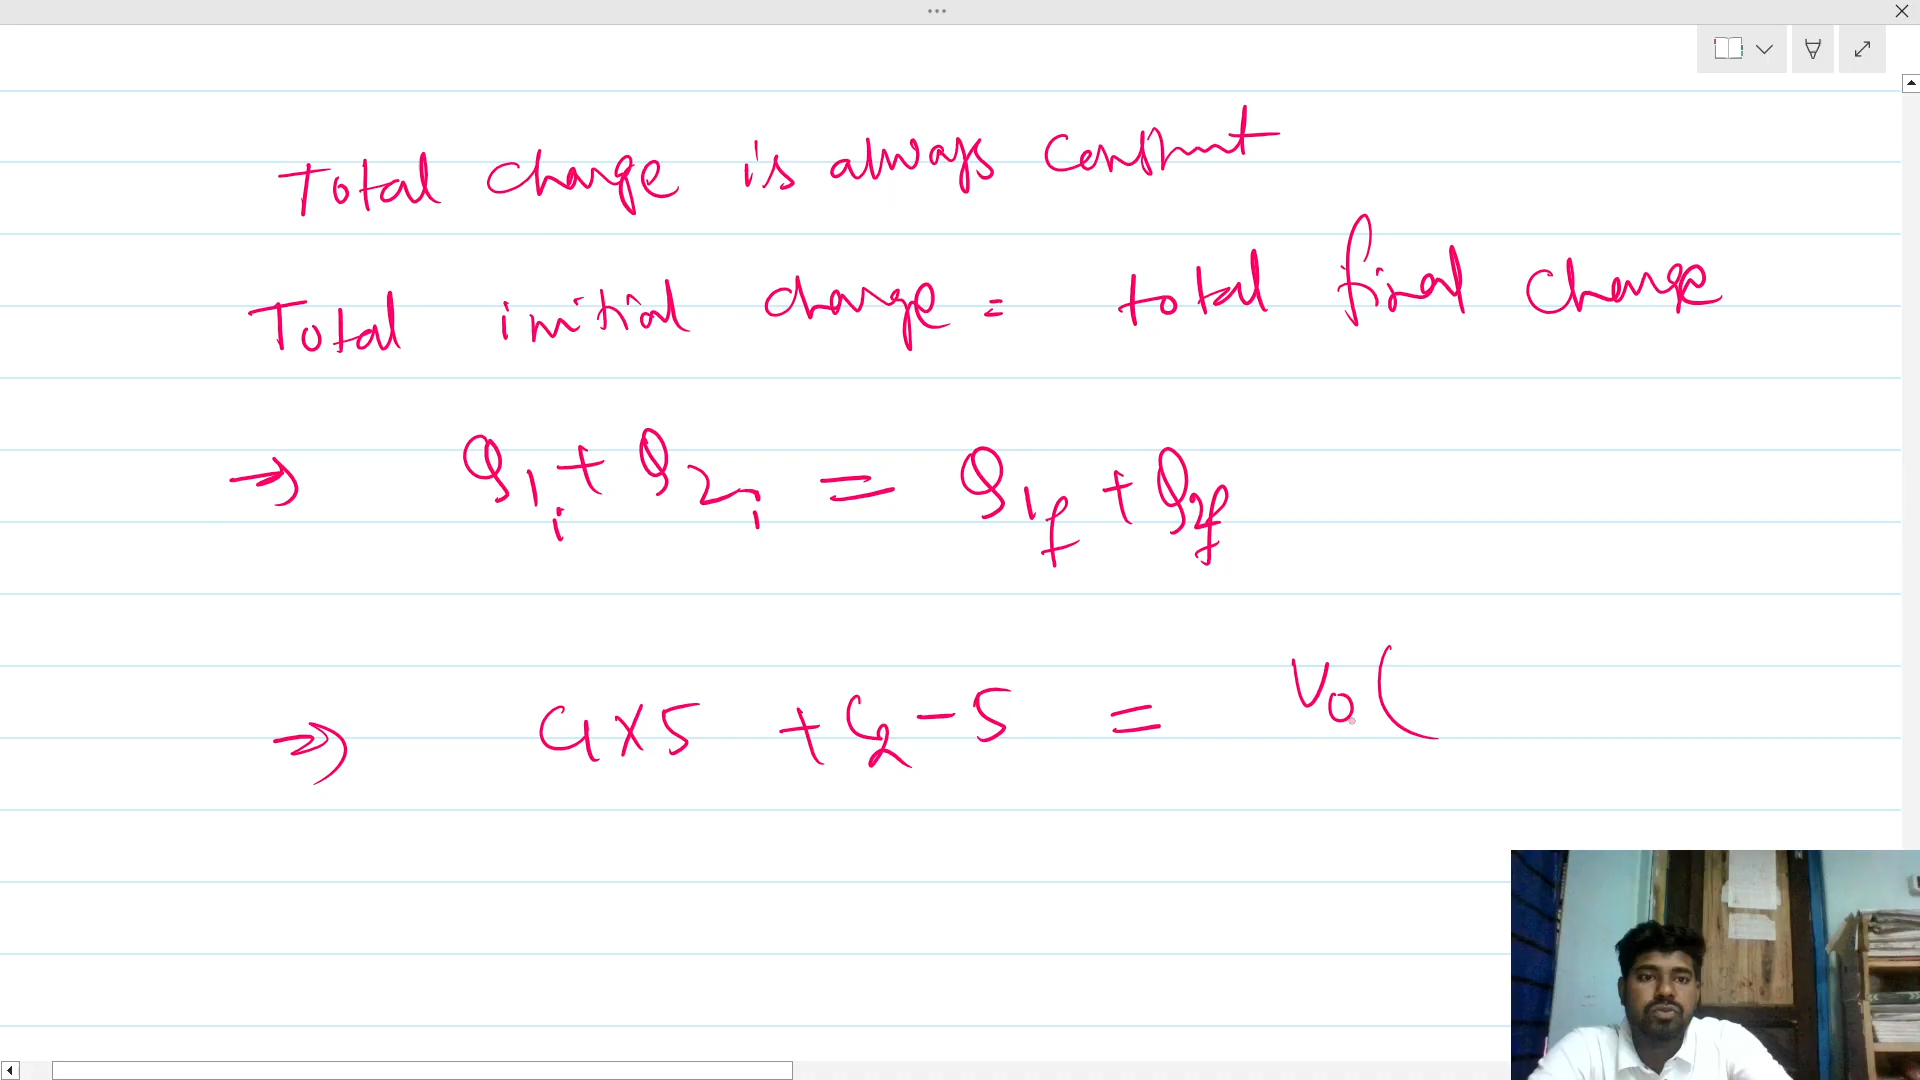 Total charge is always constant
Total initial charge = total final charge
⇒ Q1i + Q2i = Q1f + Q2f
⇒ C1 × 5 + C2 - 5 = V0 (